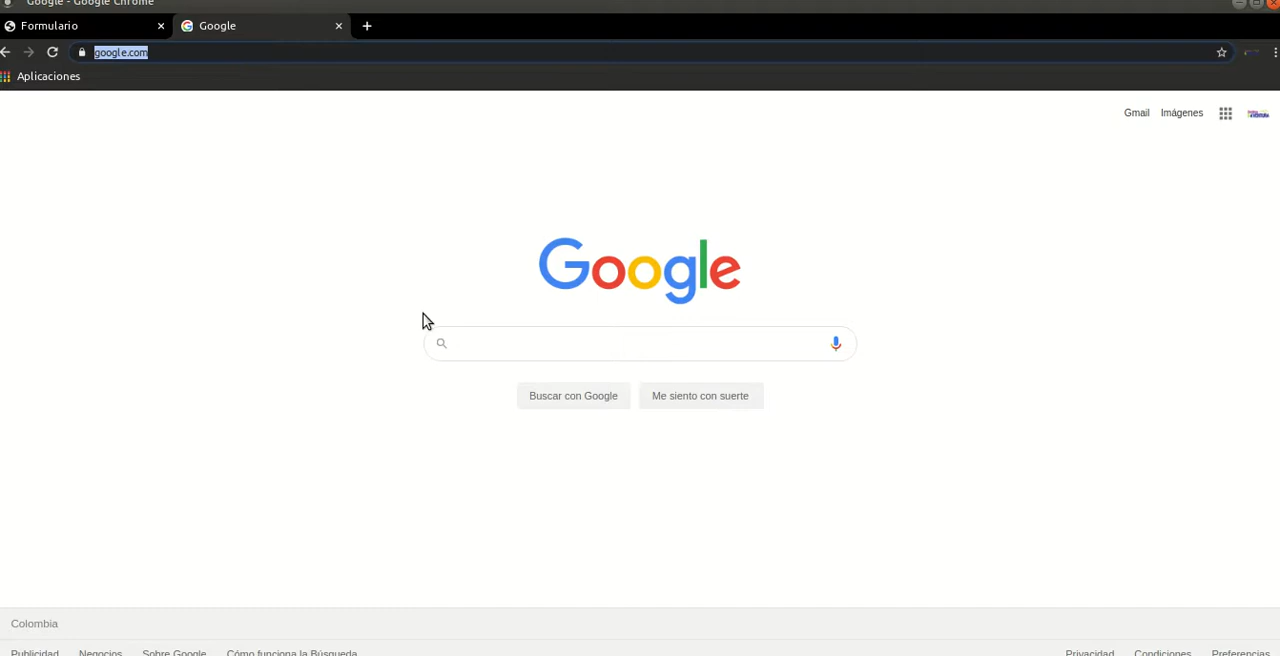 Google - Google Chrome
Formulario
Google
google.com
Aplicaciones
Gmail Imágenes
Google
Buscar con Google Me siento con suerte
Colombia
Publicidad Negocios Sobre Google Cómo funciona la Búsqueda Privacidad Condiciones Preferencias